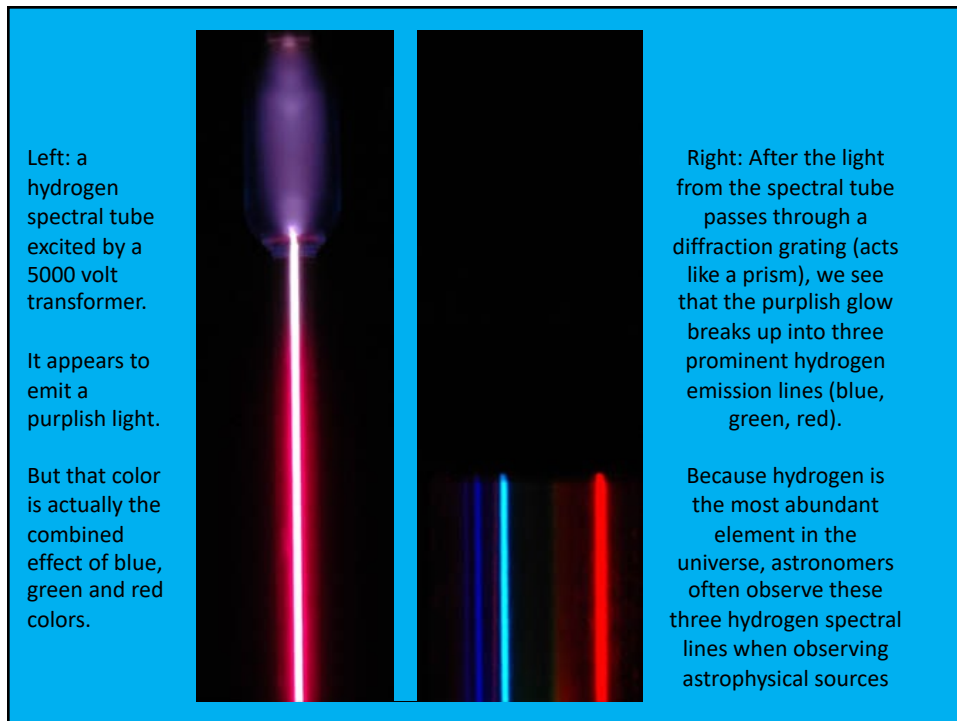 Left: a
hydrogen
spectral tube
excited by a
5000 volt
transformer.
It appears to
emit a
purplish light.
But that color
is actually the
combined
effect of blue,
green and red
colors.
Right: After the light
from the spectral tube
passes through a
diffraction grating (acts
like a prism), we see
that the purplish glow
breaks up into three
prominent hydrogen
emission lines (blue,
green, red).
Because hydrogen is
the most abundant
element in the
universe, astronomers
often observe these
three hydrogen spectral
lines when observing
astrophysical sources